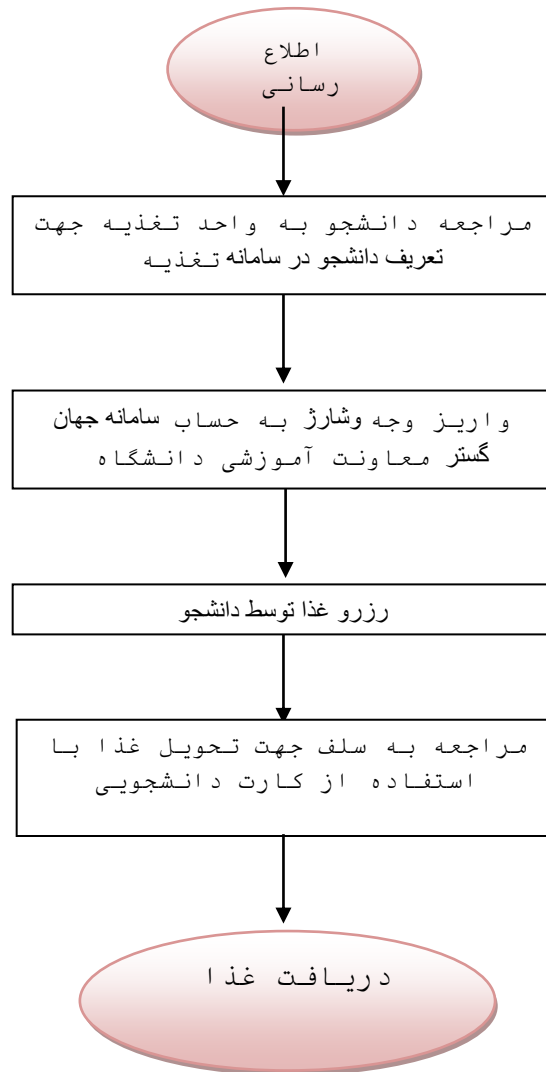 اطلاع
رسانی
مراجعه دانشجو به واحد تغذیه جهت
تعریف دانشجو در سامانه تغذیه
واریز وجه وشارژ به حساب سامانه جهان
گستر معاونت آموزشی دانشگاه
رزرو غذا توسط دانشجو
مراجعه به سلف جهت تحویل غذا با
استفاده از کارت دانشجویی
دریافت غذا